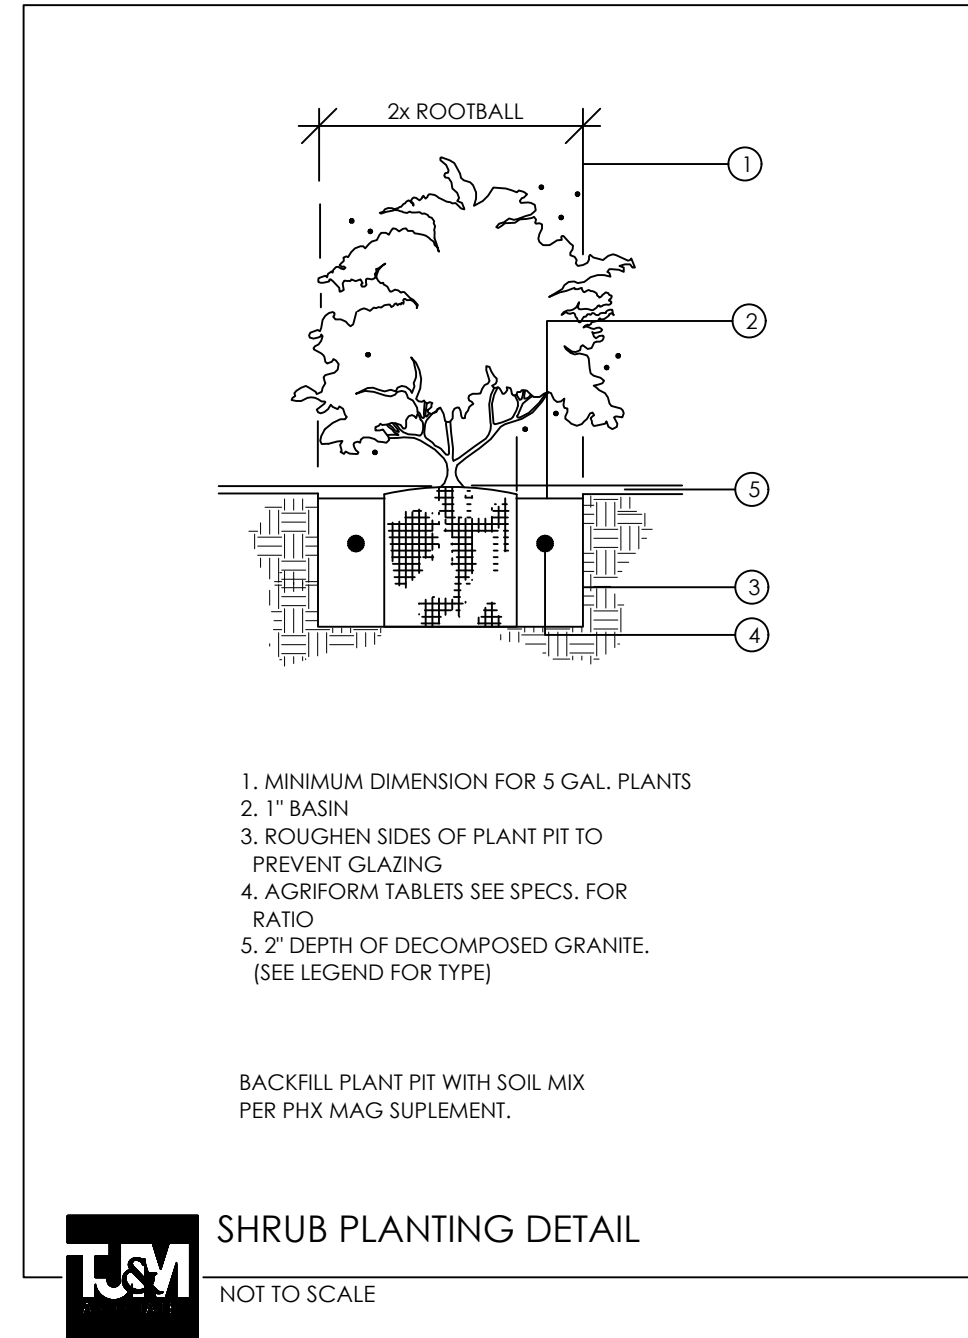 2x ROOTBALL
1
2
5
3
4
1. MINIMUM DIMENSION FOR 5 GAL. PLANTS
2. 1" BASIN
3. ROUGHEN SIDES OF PLANT PIT TO
PREVENT GLAZING
4. AGRIFORM TABLETS SEE SPECS. FOR
RATIO
5. 2" DEPTH OF DECOMPOSED GRANITE.
(SEE LEGEND FOR TYPE)
BACKFILL PLANT PIT WITH SOIL MIX
PER PHX MAG SUPLEMENT.
SHRUB PLANTING DETAIL
TJ&M
NOT TO SCALE